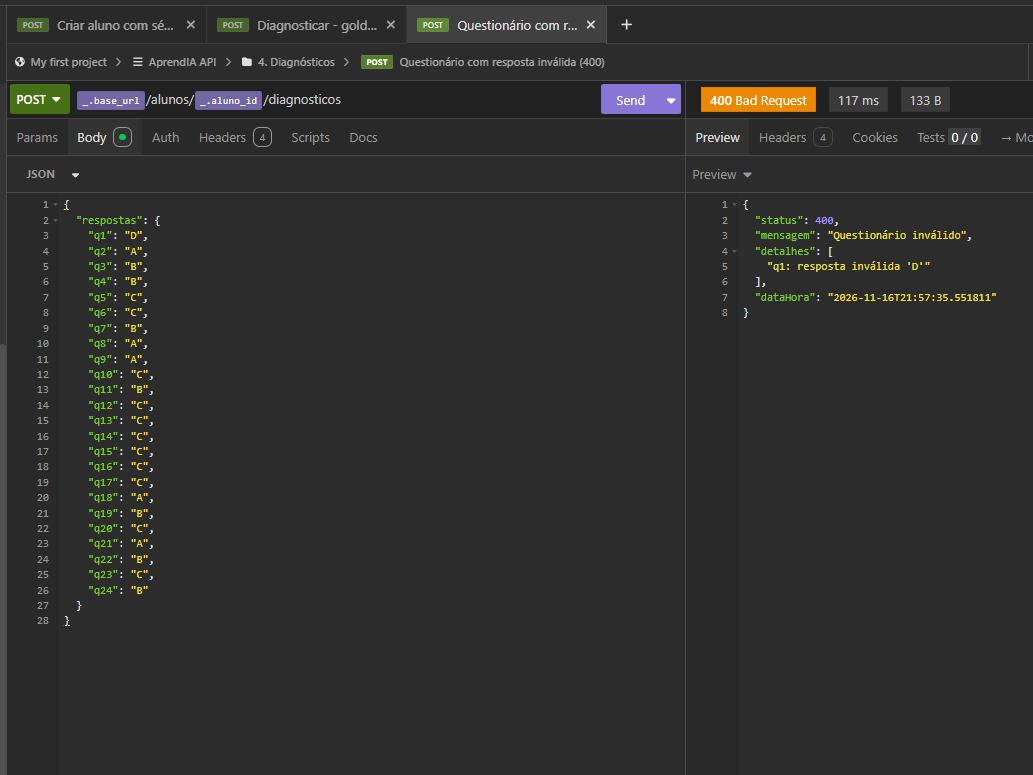 POST Criar aluno com sé... × POST Diagnosticar - gold... × POST Questionário com r... × +
My first project > AprendIA API > 4. Diagnósticos > POST Questionário com resposta inválida (400)
POST _.base_url /alunos/ _.aluno_id /diagnosticos Send
Params Body Auth Headers 4 Scripts Docs
JSON
1 {
2 "respostas": {
3 "q1": "D",
4 "q2": "A",
5 "q3": "B",
6 "q4": "B",
7 "q5": "C",
8 "q6": "C",
9 "q7": "B",
10 "q8": "A",
11 "q9": "A",
12 "q10": "C",
13 "q11": "B",
14 "q12": "C",
15 "q13": "C",
16 "q14": "C",
17 "q15": "C",
18 "q16": "C",
19 "q17": "C",
20 "q18": "A",
21 "q19": "B",
22 "q20": "C",
23 "q21": "A",
24 "q22": "B",
25 "q23": "C",
26 "q24": "B"
27 }
28 }
400 Bad Request 117 ms 133 B
Preview Headers 4 Cookies Tests 0 / 0 → Mo
Preview
1 {
2 "status": 400,
3 "mensagem": "Questionário inválido",
4 "detalhes": [
5 "q1: resposta inválida 'D'"
6 ],
7 "dataHora": "2026-11-16T21:57:35.551811"
8 }